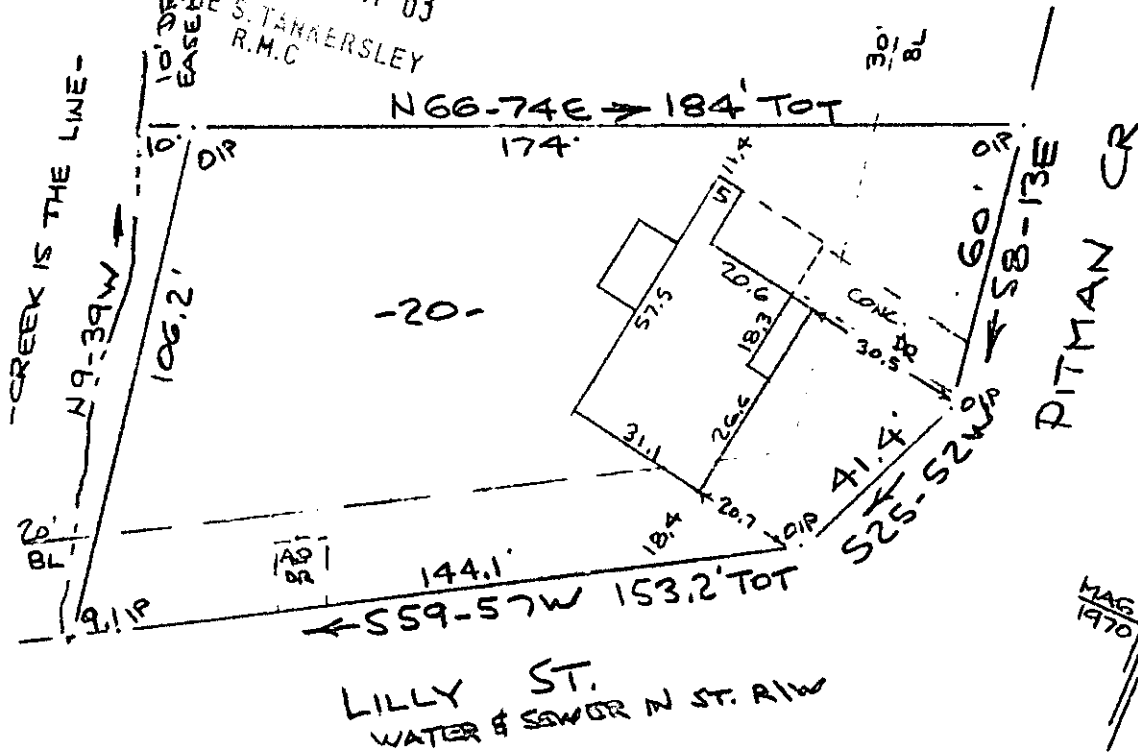 03
E S. TANKERSLEY
R.M.C
10' DR
EASE
30'
BL
-CREEK IS THE LINE-
N66-74E → 184' TOT
10'
OIP
174'
OIP
11.4
5
60'
S8-13E
PITMAN CR
N9-39W
106.2'
-20-
57.5
20.6
18.3
CONC.
DR
30.5
OIP
31.1
26.6
41.4'
S25-52W
20.7
OIP
18.4
20'
BL
AD
DR
144.1'
9.1 IP
S59-57W 153.2' TOT
LILLY ST.
WATER & SEWER IN ST. R/W
MAG
1970